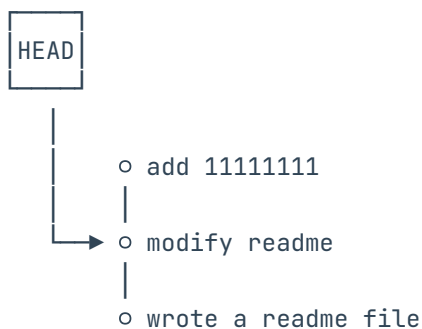 HEAD
add 11111111
modify readme
wrote a readme file